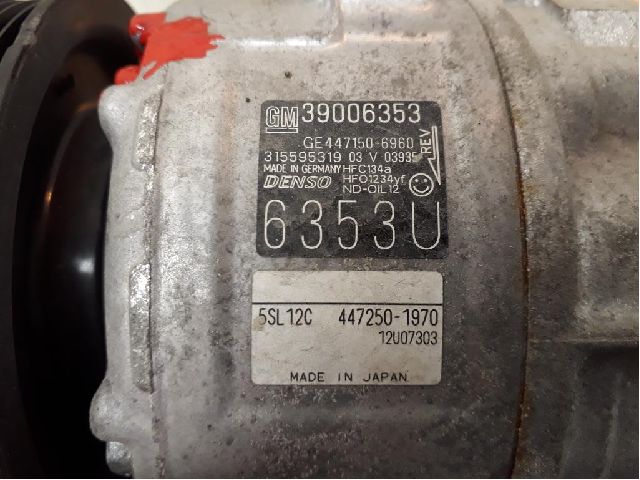 GM 39006353
GE447150-6960
315595319 03 V 03935
REV
MADE IN GERMANY HFC134a
DENSO HFO1234yf
ND-OIL12
6353U
5SL12C 447250-1970
12U07303
MADE IN JAPAN